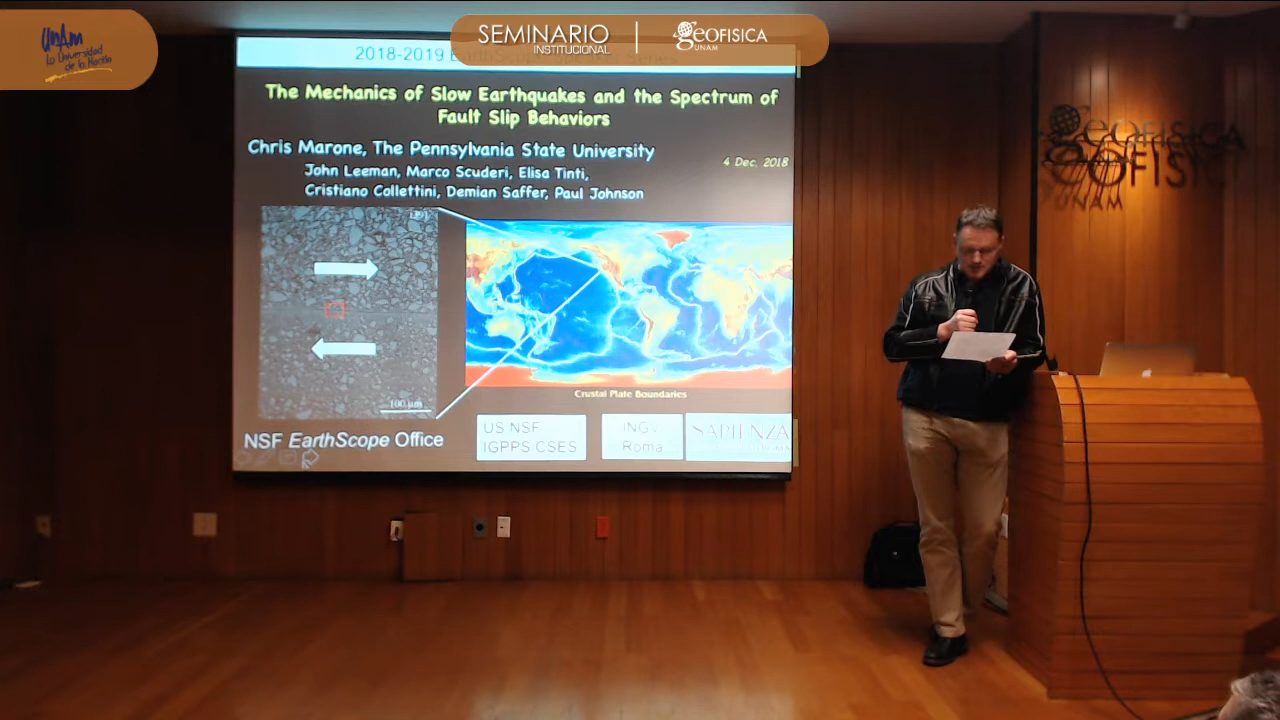 UnAm
La Universidad
de la Nación
SEMINARIO
INSTITUCIONAL
GEOFISICA
UNAM
2018-2019
The Mechanics of Slow Earthquakes and the Spectrum of
Fault Slip Behaviors
Chris Marone, The Pennsylvania State University
4 Dec. 2018
John Leeman, Marco Scuderi, Elisa Tinti,
Cristiano Collettini, Demian Saffer, Paul Johnson
100 µm
Crustal Plate Boundaries
NSF EarthScope Office
US NSF
IGPPS/CSES
INGV
Roma
SAPIENZA
GEOFISICA
UNAM